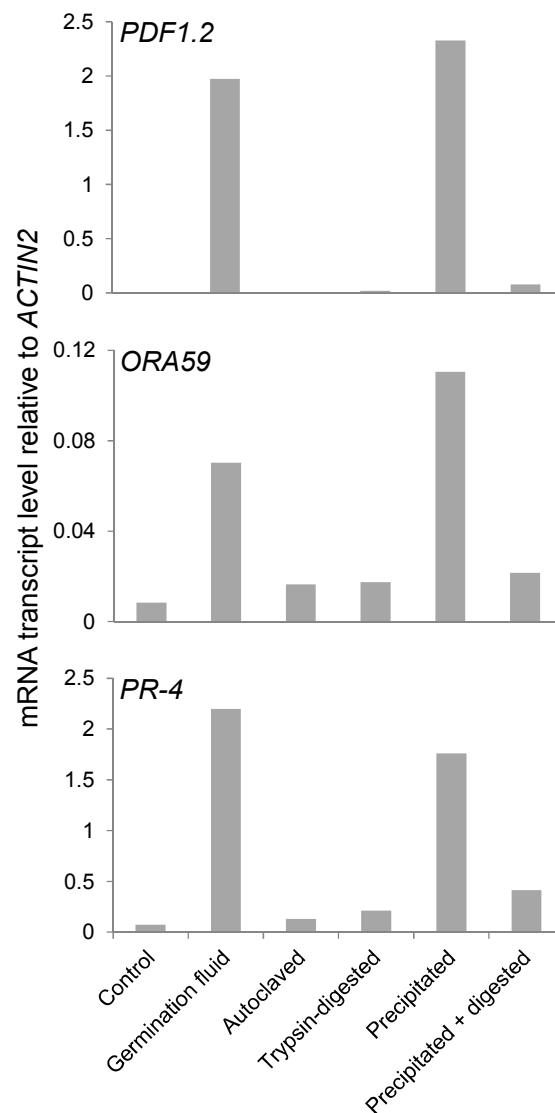 mRNA transcript level relative to ACTIN2
PDF1.2
2.5
2
1.5
1
0.5
0
ORA59
0.12
0.08
0.04
0
PR-4
2.5
2
1.5
1
0.5
0
Control
Germination fluid
Autoclaved
Trypsin-digested
Precipitated
Precipitated + digested